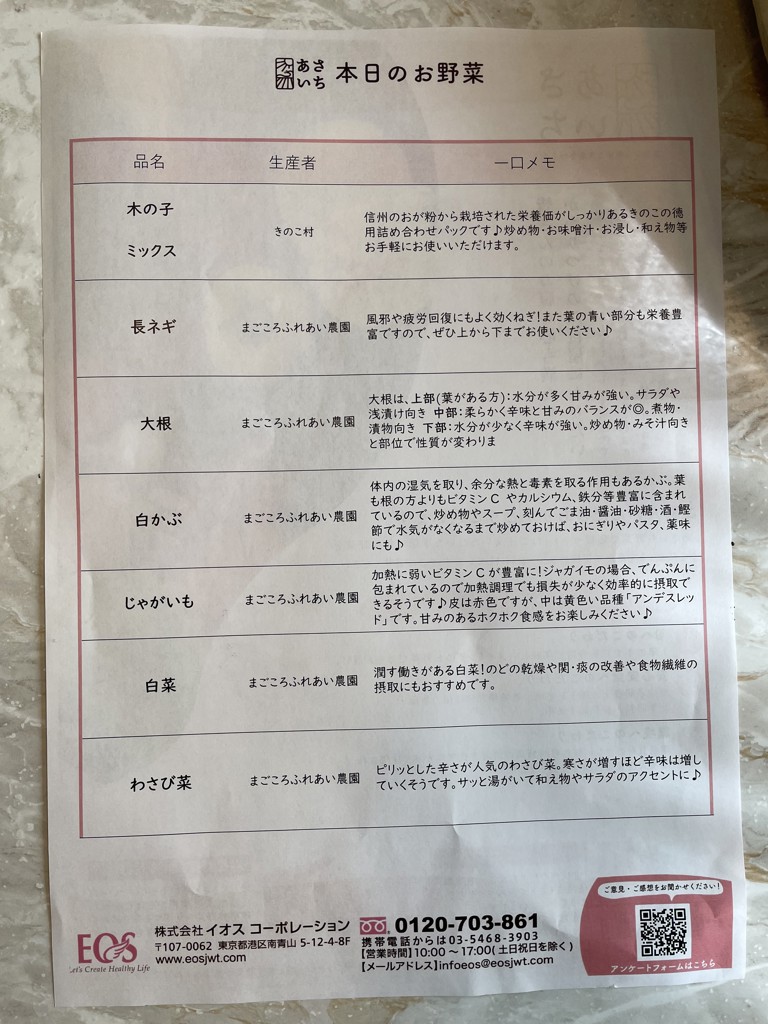 あさいち 本日のお野菜
品名 生産者 一口メモ
木の子
ミックス
きのこ村
信州のおが粉から栽培された栄養価がしっかりあるきのこの徳
用詰め合わせパックです♪炒め物・お味噌汁・お浸し・和え物等
お手軽にお使いいただけます。
長ネギ
まごころふれあい農園
風邪や疲労回復にもよく効くねぎ!また葉の青い部分も栄養豊
富ですので、ぜひ上から下までお使いください♪
大根
まごころふれあい農園
大根は、上部(葉がある方):水分が多く甘みが強い。サラダや
浅漬け向き 中部:柔らかく辛味と甘みのバランスが◎。煮物・
漬物向き 下部:水分が少なく辛味が強い。炒め物・みそ汁向き
と部位で性質が変わりま
白かぶ
まごころふれあい農園
体内の湿気を取り、余分な熱と毒素を取る作用もあるかぶ。葉
も根の方よりもビタミンC やカルシウム、鉄分等豊富に含まれ
ているので、炒め物やスープ、刻んでごま油・醤油・砂糖・酒・鰹
節で水気がなくなるまで炒めておけば、おにぎりやパスタ、薬味
にも♪
じゃがいも
まごころふれあい農園
加熱に弱いビタミンCが豊富に!ジャガイモの場合、でんぷんに
包まれているので加熱調理でも損失が少なく効率的に摂取で
きるそうです♪皮は赤色ですが、中は黄色い品種「アンデスレッ
ド」です。甘みのあるホクホク食感をお楽しみください♪
白菜
まごころふれあい農園
潤す働きがある白菜!のどの乾燥や関・痰の改善や食物繊維の
摂取にもおすすめです。
わさび菜
まごころふれあい農園
ピリッとした辛さが人気のわさび菜。寒さが増すほど辛味は増し
ていくそうです。サッと湯がいて和え物やサラダのアクセントに♪
EOS
Let's Create Healthy Life
株式会社 イオス コーポレーション
〒107-0062 東京都港区南青山 5-12-4-8F
www.eosjwt.com
0120-703-861
携帯電話からは03-5468-3903
【営業時間】10:00〜17:00(土日祝日を除く)
【メールアドレス】infoeos@eosjwt.com
ご意見・ご感想をお聞かせください!
アンケートフォームはこちら